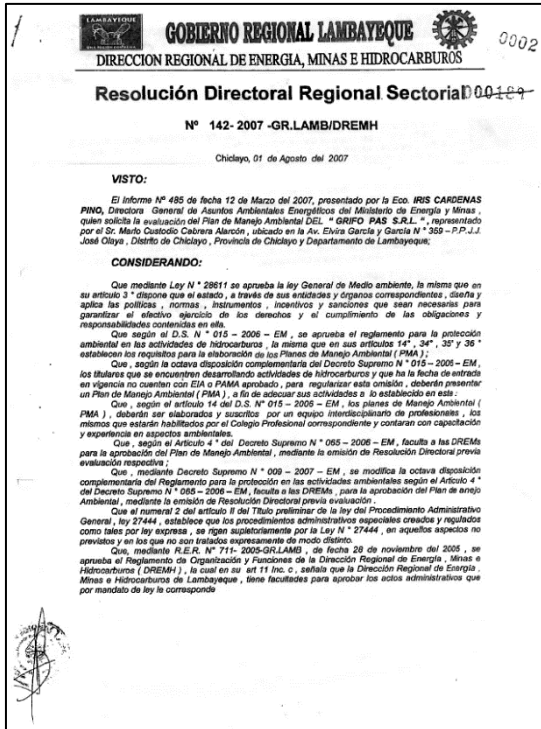 LAMBAYEQUE
GOBIERNO REGIONAL LAMBAYEQUE
0002
DIRECCION REGIONAL DE ENERGIA, MINAS E HIDROCARBUROS
Resolución Directoral Regional Sectorial 000189
Nº 142- 2007 -GR.LAMB/DREMH
Chiclayo, 01 de Agosto del 2007
VISTO:
El Informe Nº 485 de fecha 12 de Marzo del 2007, presentado por la Eco. IRIS CARDENAS
PINO, Directora General de Asuntos Ambientales Energéticos del Ministerio de Energía y Minas ,
quien solicita la evaluación del Plan de Manejo Ambiental DEL " GRIFO PAS S.R.L. ", representado
por el Sr. Mario Custodio Cabrera Alarcón , ubicado en la Av. Elvira García y García N ° 359 – P.P.J.J.
José Olaya , Distrito de Chiclayo , Provincia de Chiclayo y Departamento de Lambayeque;
CONSIDERANDO:
Que mediante Ley N ° 28611 se aprueba la ley General de Medio ambiente, la misma que en
su artículo 3 ° dispone que el estado , a través de sus entidades y órganos correspondientes , diseña y
aplica las políticas , normas , instrumentos , incentivos y sanciones que sean necesarias para
garantizar el efectivo ejercicio de los derechos y el cumplimiento de las obligaciones y
responsabilidades contenidas en ella.
Que según el D.S. N ° 015 – 2006 – EM , se aprueba el reglamento para la protección
ambiental en las actividades de hidrocarburos , la misma que en sus artículos 14° , 34° , 35° y 36 °
establecen los requisitos para la elaboración de los Planes de Manejo Ambiental ( PMA ) ;
Que , según la octava disposición complementaria del Decreto Supremo N ° 015 – 2006 – EM ,
los titulares que se encuentren desarrollando actividades de hidrocarburos y que ha la fecha de entrada
en vigencia no cuenten con EIA o PAMA aprobado , para regularizar esta omisión , deberán presentar
un Plan de Manejo Ambiental ( PMA ) , a fin de adecuar sus actividades a lo establecido en esta :
Que , según el artículo 14 del D.S. N° 015 – 2006 – EM , los planes de Manejo Ambiental (
PMA ) , deberán ser elaborados y suscritos por un equipo interdisciplinario de profesionales , los
mismos que estarán habilitados por el Colegio Profesional correspondiente y contaran con capacitación
y experiencia en aspectos ambientales.
Que , según el Artículo 4 ° del Decreto Supremo N ° 065 – 2006 – EM , faculta a las DREMs
para la aprobación del Plan de Manejo Ambiental , mediante la emisión de Resolución Directoral previa
evaluación respectiva ;
Que , mediante Decreto Supremo N ° 009 – 2007 – EM , se modifica la octava disposición
complementaria del Reglamento para la protección en las actividades ambientales según el Artículo 4 °
del Decreto Supremo N ° 065 – 2006 – EM , faculta a las DREMs , para la aprobación del Plan de anejo
Ambiental , mediante la emisión de Resolución Directoral previa evaluación .
Que el numeral 2 del artículo II del Título preliminar de la ley del Procedimiento Administrativo
General , ley 27444 , establece que los procedimientos administrativos especiales creados y regulados
como tales por ley expresa , se rigen supletoriamente por la Ley N ° 27444 , en aquellos aspecto no
previstos y en los que no son tratados expresamente de modo distinto.
Que, mediante R.E.R. N° 711- 2005-GR.LAMB , de fecha 28 de noviembre del 2005 , se
aprueba el Reglamento de Organización y Funciones de la Dirección Regional de Energía , Minas e
Hidrocarburos ( DREMH ) , la cual en su art 11 Inc. c , señala que la Dirección Regional de Energía ,
Minas e Hidrocarburos de Lambayeque , tiene facultades para aprobar los actos administrativos que
por mandato de ley le corresponde